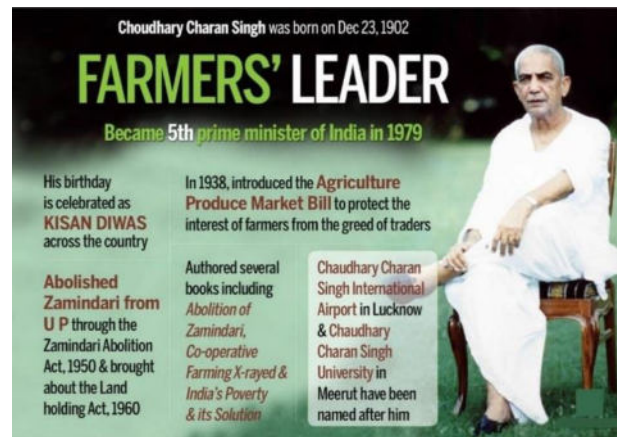 Choudhary Charan Singh was born on Dec 23, 1902
FARMERS' LEADER
Became 5th prime minister of India in 1979
His birthday
is celebrated as
KISAN DIWAS
across the country
In 1938, introduced the Agriculture
Produce Market Bill to protect the
interest of farmers from the greed of traders
Abolished
Zamindari from
U P through the
Zamindari Abolition
Act, 1950 & brought
about the Land
holding Act, 1960
Authored several
books including
Abolition of
Zamindari,
Co-operative
Farming X-rayed &
India's Poverty
& its Solution
Chaudhary Charan
Singh International
Airport in Lucknow
& Chaudhary
Charan Singh
University in
Meerut have been
named after him